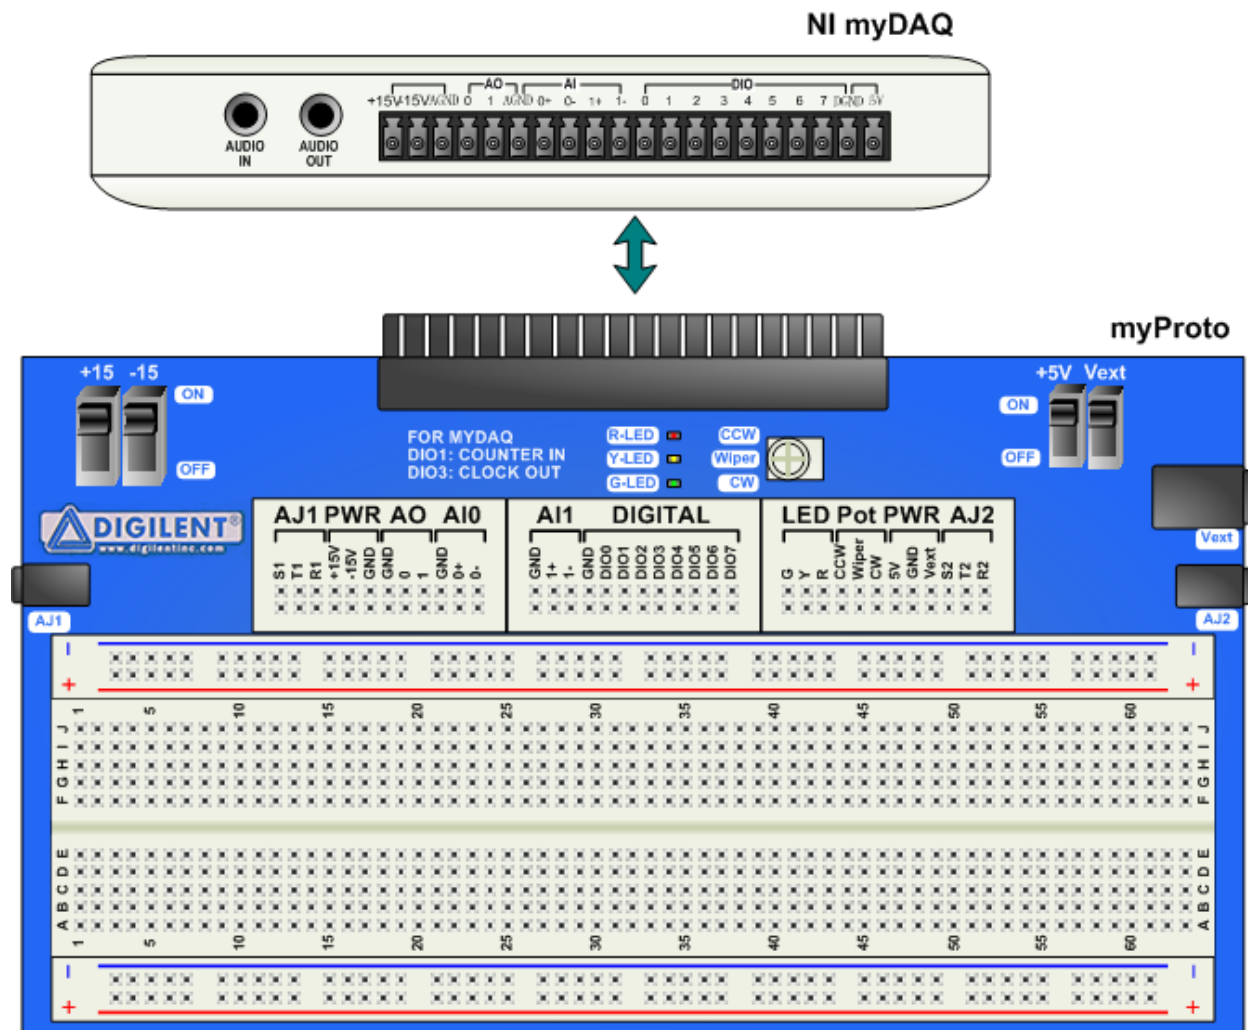 NI myDAQ
AO AI DIO
+15V -15V AGND 0 1 AGND 0+ 0- 1+ 1- 0 1 2 3 4 5 6 7 DGND 5V
AUDIO IN
AUDIO OUT
myProto
+15 -15
ON
OFF
+5V Vext
ON
OFF
FOR MYDAQ
DIO1: COUNTER IN
DIO3: CLOCK OUT
R-LED
Y-LED
G-LED
CCW
Wiper
CW
DIGILENT®
www.digilentinc.com
Vext
AJ1 PWR AO AI0
S1 T1 R1 +15V -15V GND GND 0 1 GND 0+ 0-
AI1 DIGITAL
GND 1+ 1- GND DIO0 DIO1 DIO2 DIO3 DIO4 DIO5 DIO6 DIO7
LED Pot PWR AJ2
G Y R CCW Wiper CW 5V GND Vext S2 T2 R2
AJ1
AJ2
- -
+ +
1 5 10 15 20 25 30 35 40 45 50 55 60
J J
I I
H H
G G
F F
E E
D D
C C
B B
A A
1 5 10 15 20 25 30 35 40 45 50 55 60
- -
+ +